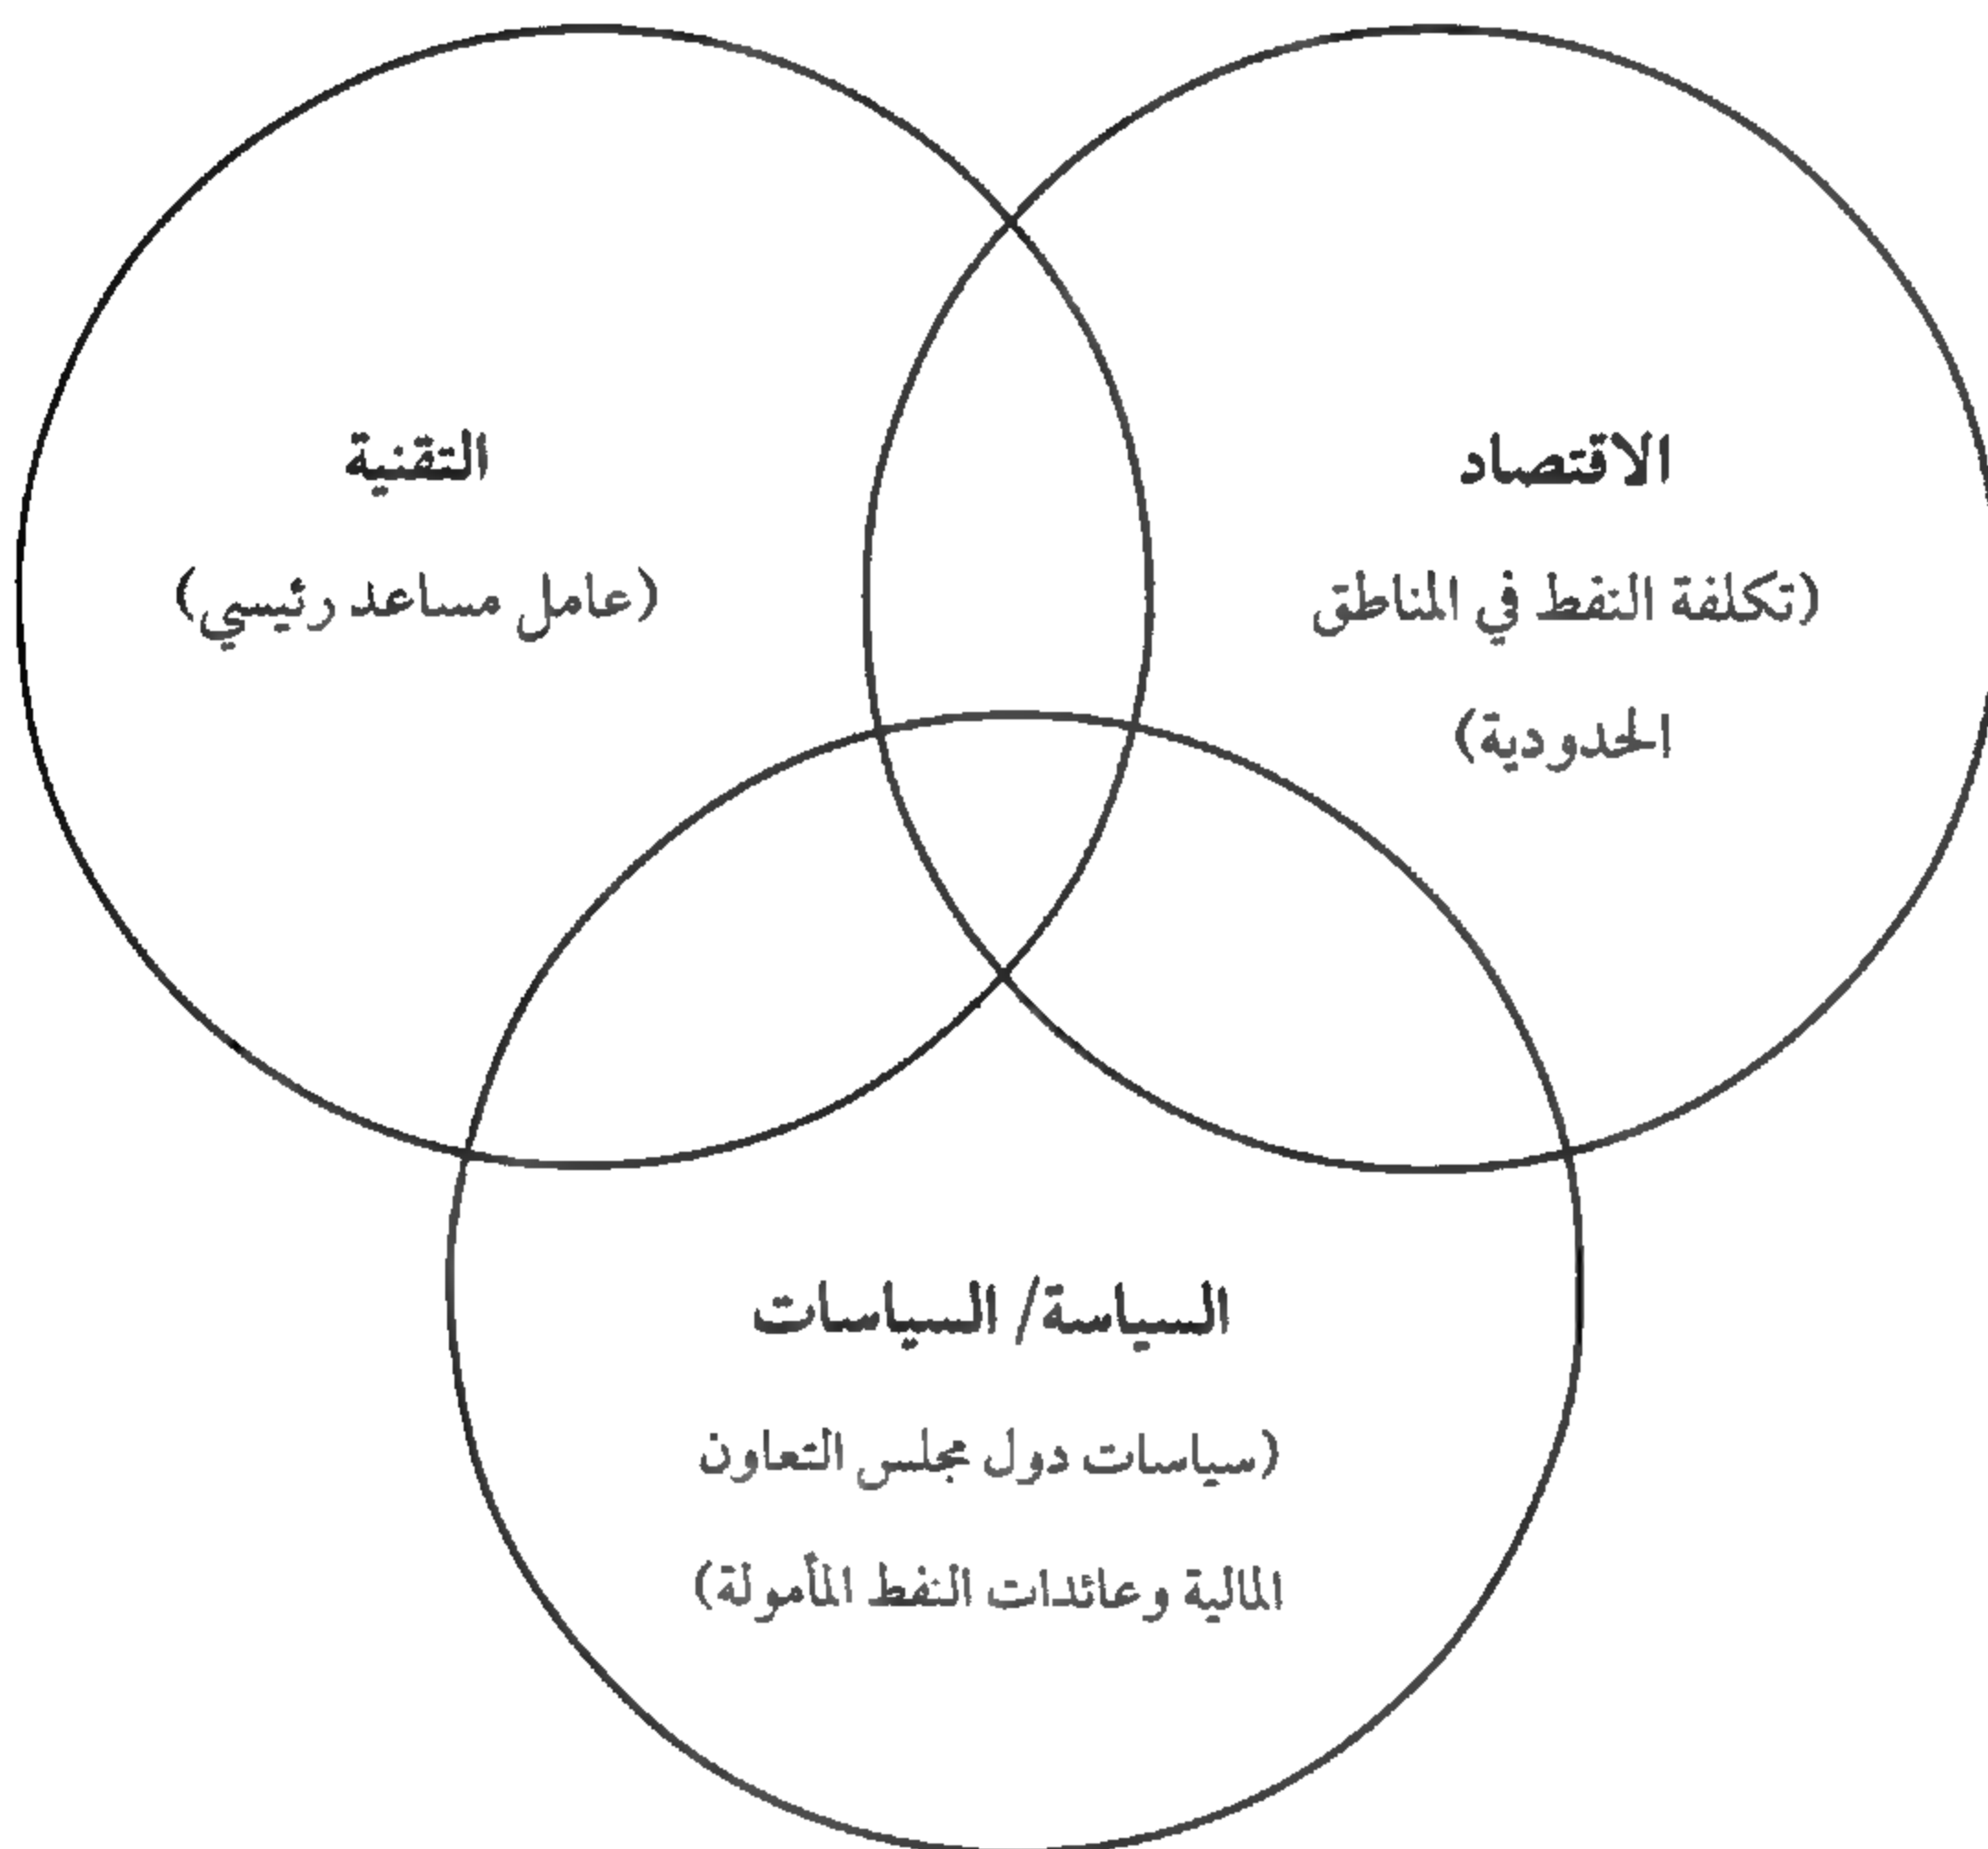 الاقتصاد
(تكلفة النفط في المناطق
الحدودية)
التقنية
(عامل مساعد رئيسي)
السياسة/ السياسات
(سياسات دول مجلس التعاون
المالية وعائدات النفط المأمولة)